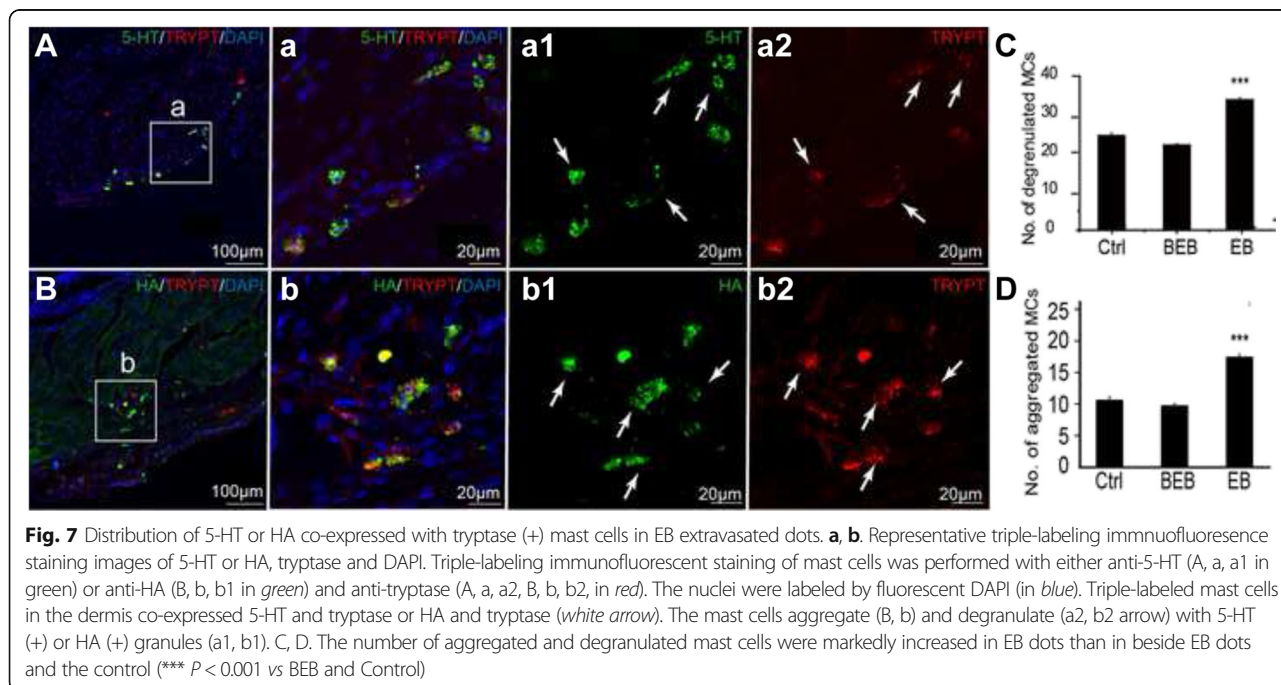 A
5-HT/TRYPT/DAPI
a
100µm
a
5-HT/TRYPT/DAPI
20µm
a1
5-HT
20µm
a2
TRYPT
20µm
C
No. of degrenulated MCs
40
30
20
10
0
***
Ctrl
BEB
EB
B
HA/TRYPT/DAPI
b
100µm
b
HA/TRYPT/DAPI
20µm
b1
HA
20µm
b2
TRYPT
20µm
D
No. of aggregated MCs
25
20
15
10
5
0
***
Ctrl
BEB
EB
Fig. 7 Distribution of 5-HT or HA co-expressed with tryptase (+) mast cells in EB extravasated dots. a, b. Representative triple-labeling immnuofluoresence
staining images of 5-HT or HA, tryptase and DAPI. Triple-labeling immunofluorescent staining of mast cells was performed with either anti-5-HT (A, a, a1 in
green) or anti-HA (B, b, b1 in green) and anti-tryptase (A, a, a2, B, b, b2, in red). The nuclei were labeled by fluorescent DAPI (in blue). Triple-labeled mast cells
in the dermis co-expressed 5-HT and tryptase or HA and tryptase (white arrow). The mast cells aggregate (B, b) and degranulate (a2, b2 arrow) with 5-HT
(+) or HA (+) granules (a1, b1). C, D. The number of aggregated and degranulated mast cells were markedly increased in EB dots than in beside EB dots
and the control (*** P < 0.001 vs BEB and Control)